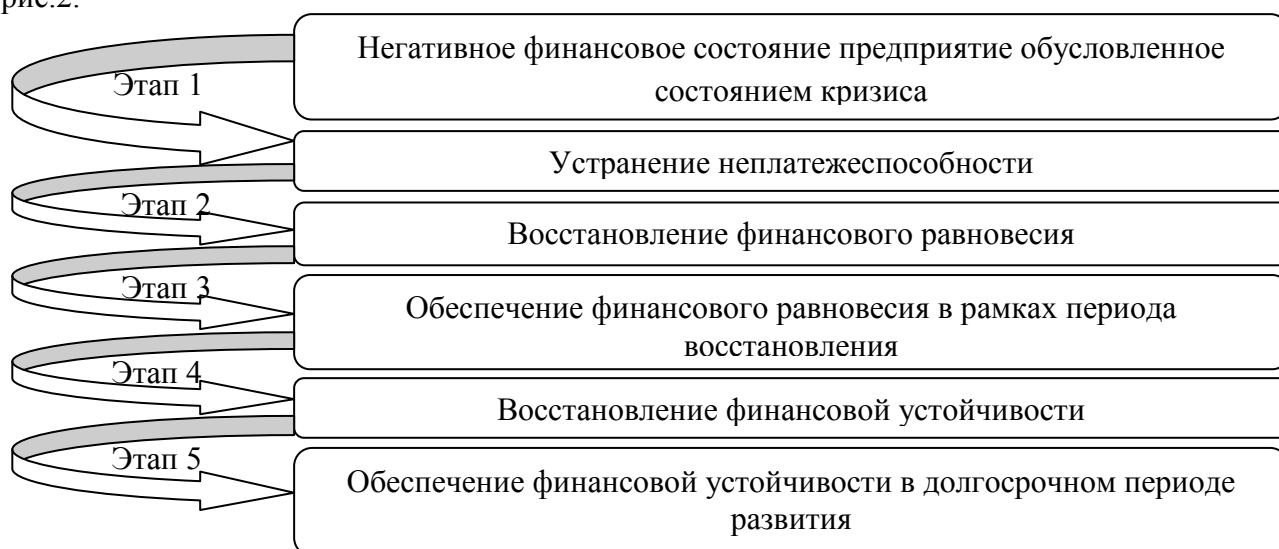 рис.2.
Негативное финансовое состояние предприятие обусловленное
состоянием кризиса
Этап 1
Устранение неплатежеспособности
Этап 2
Восстановление финансового равновесия
Этап 3
Обеспечение финансового равновесия в рамках периода
восстановления
Этап 4
Восстановление финансовой устойчивости
Этап 5
Обеспечение финансовой устойчивости в долгосрочном периоде
развития